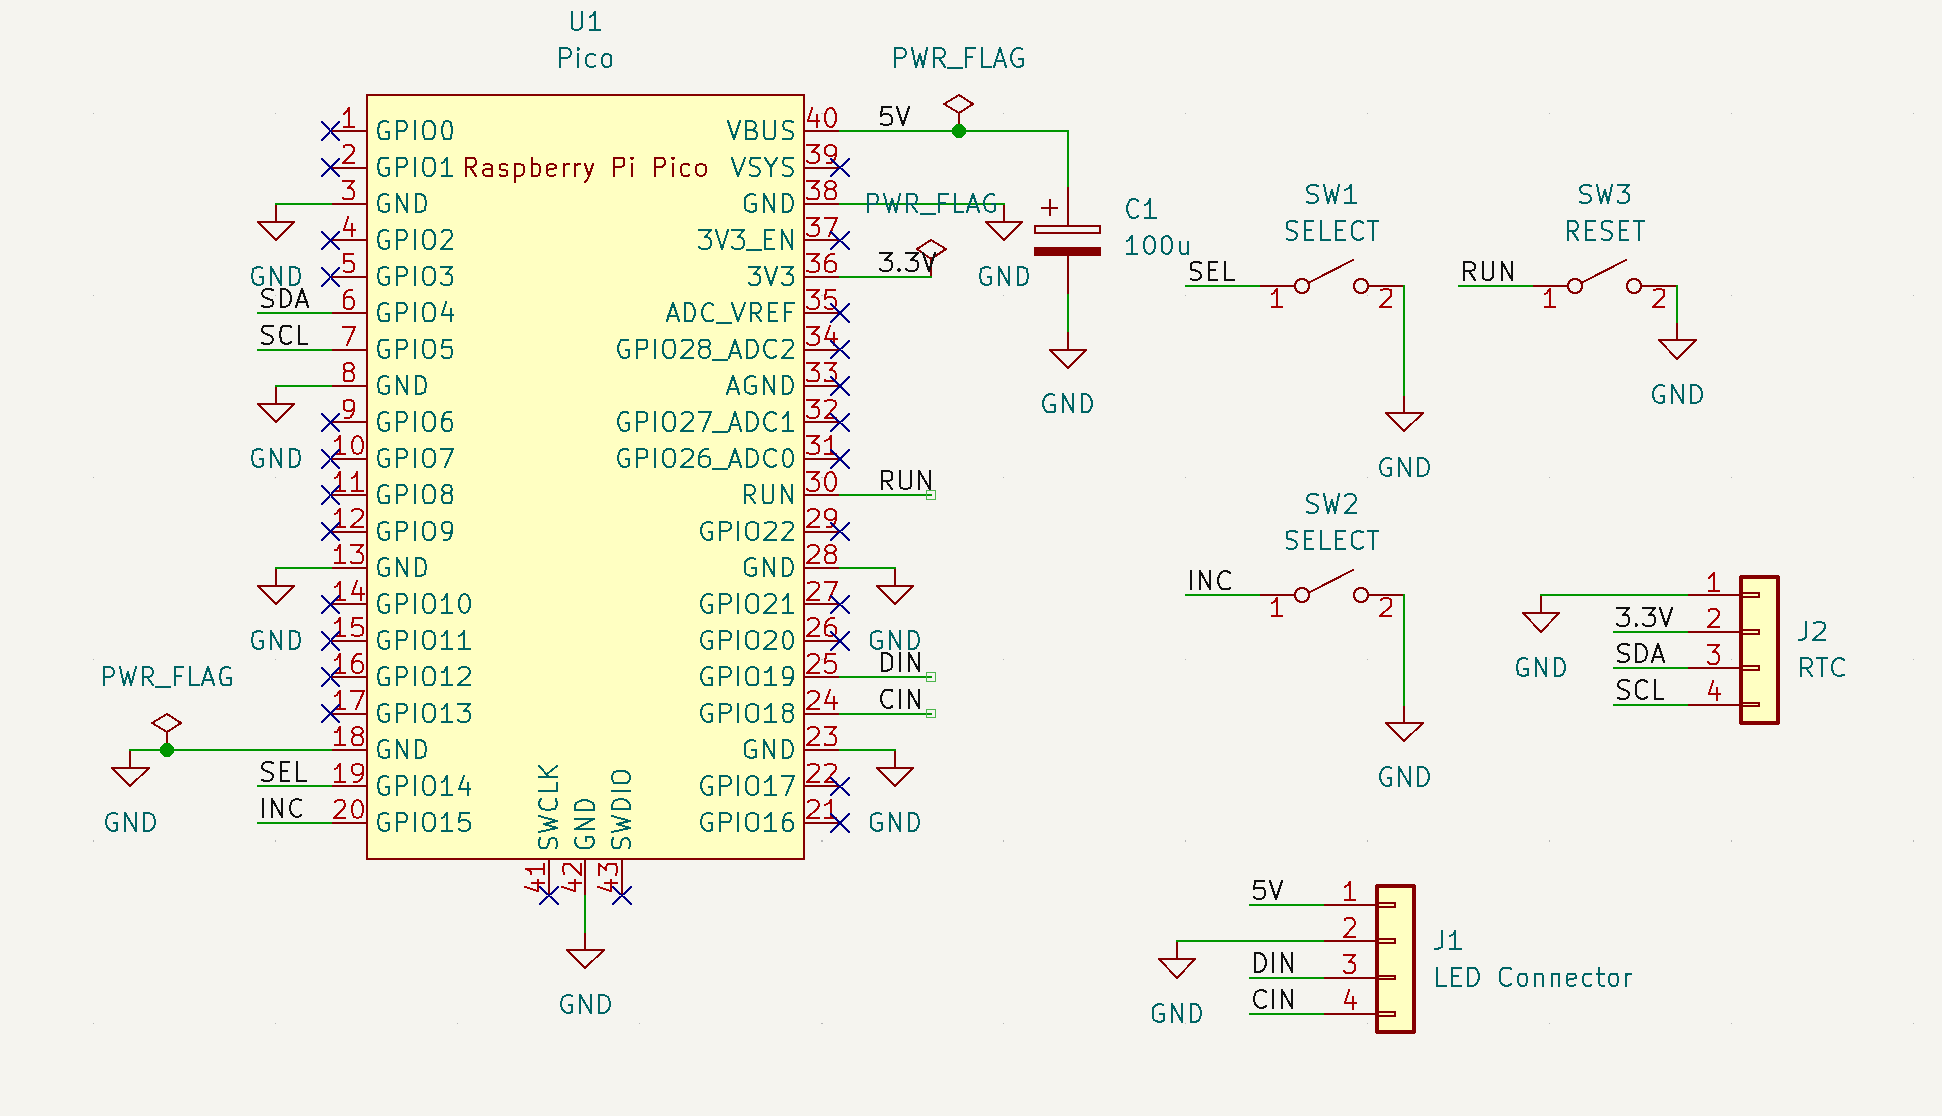 U1
Pico
PWR_FLAG
1 GPIO0
2 GPIO1
3 GND
4 GPIO2
5 GPIO3
6 GPIO4
7 GPIO5
8 GND
9 GPIO6
10 GPIO7
11 GPIO8
12 GPIO9
13 GND
14 GPIO10
15 GPIO11
16 GPIO12
17 GPIO13
18 GND
19 GPIO14
20 GPIO15
Raspberry Pi Pico
VBUS 40
VSYS 39
GND 38
3V3_EN 37
3V3 36
ADC_VREF 35
GPIO28_ADC2 34
AGND 33
GPIO27_ADC1 32
GPIO26_ADC0 31
RUN 30
GPIO22 29
GND 28
GPIO21 27
GPIO20 26
GPIO19 25
GPIO18 24
GND 23
GPIO17 22
GPIO16 21
SWCLK 41
GND 42
SWDIO 43
GND
GND
SDA
SCL
GND
GND
PWR_FLAG
GND
SEL
INC
5V
PWR_FLAG
3.3V
GND
RUN
GND
DIN
CIN
GND
C1
100u
GND
SW1
SELECT
SEL
1 2
GND
SW3
RESET
RUN
1 2
GND
SW2
SELECT
INC
1 2
GND
1
3.3V 2
SDA 3
SCL 4
GND
J2
RTC
5V 1
2
DIN 3
CIN 4
GND
J1
LED Connector